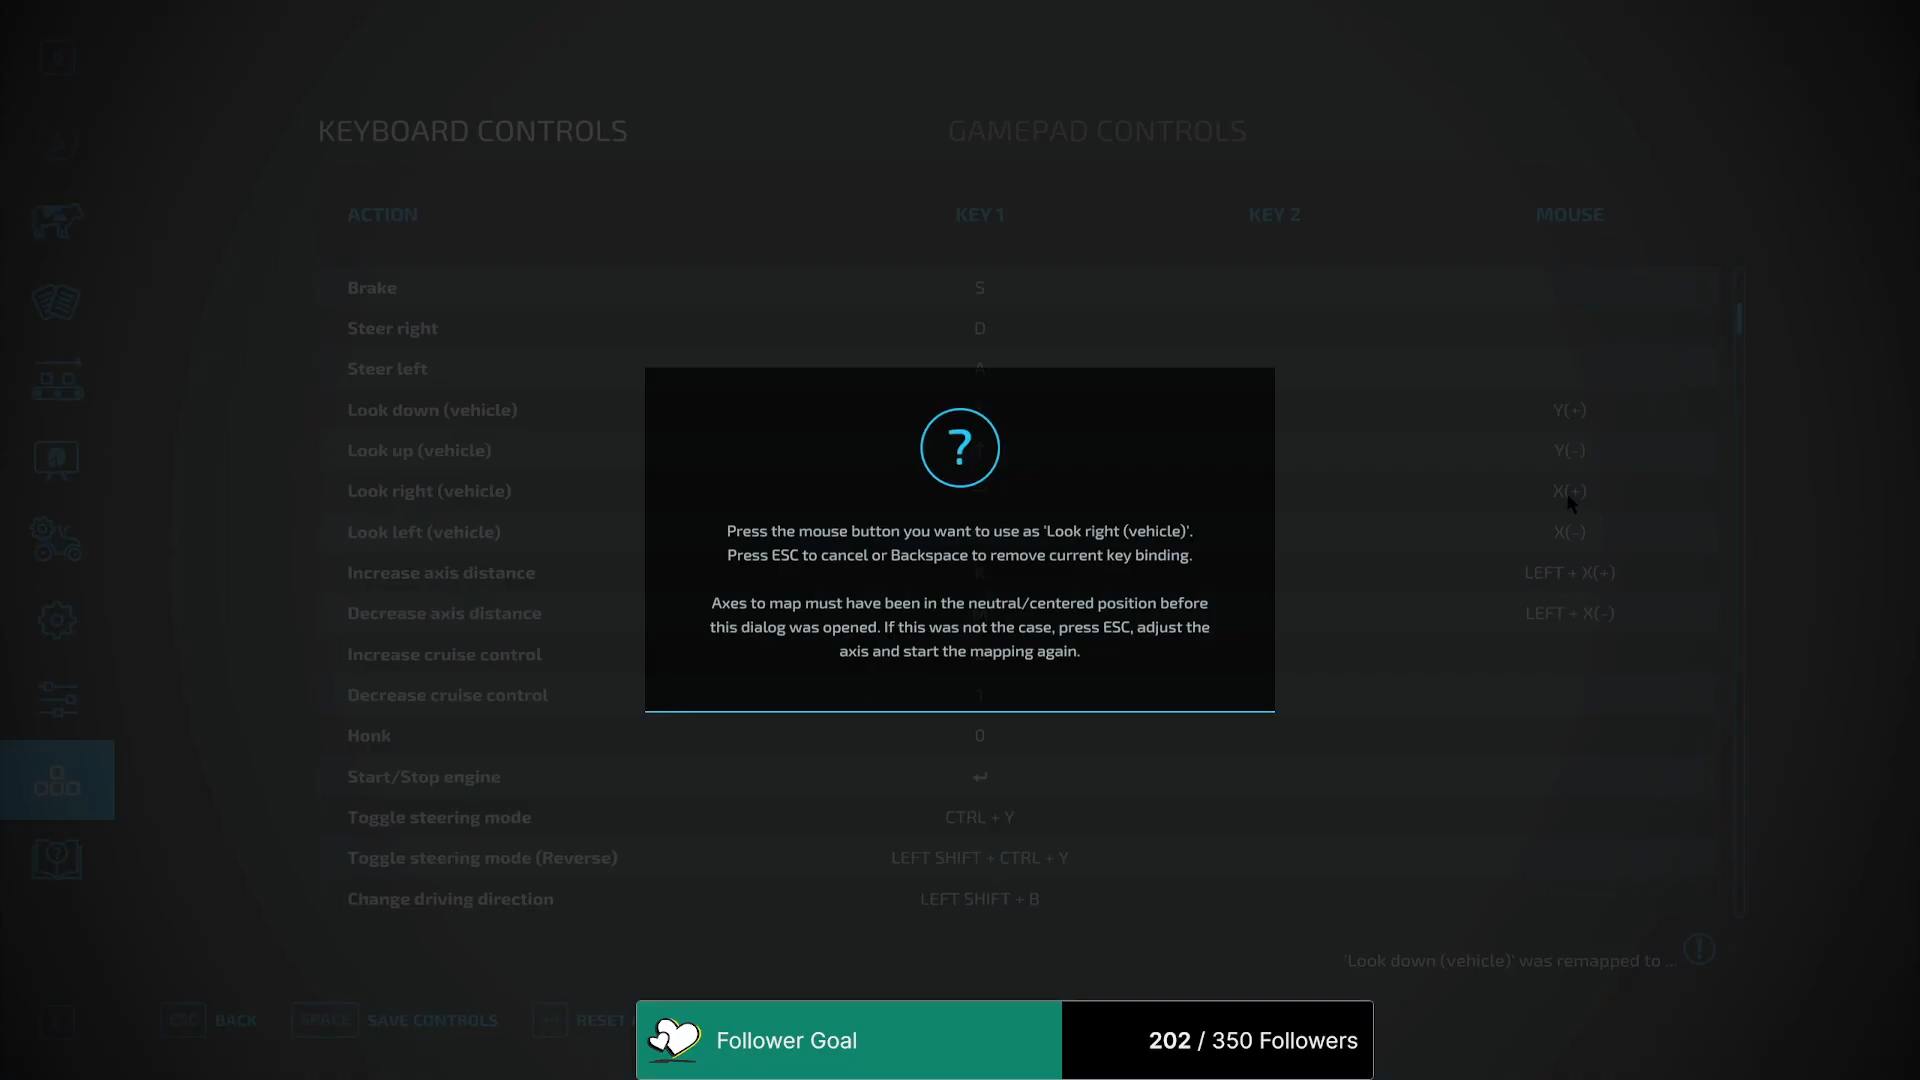 KEYBOARD CONTROLS
GAMEPAD CONTROLS
ACTION KEY 1 KEY 2 MOUSE
Brake S
Steer right D
Steer left A
Look down (vehicle) Y(+)
Look up (vehicle) Y(-)
Look right (vehicle) X(+)
Look left (vehicle) X(-)
Increase axis distance LEFT + X(+)
Decrease axis distance LEFT + X(-)
Increase cruise control
Decrease cruise control 1
Honk 0
Start/Stop engine
Toggle steering mode CTRL + Y
Toggle steering mode (Reverse) LEFT SHIFT + CTRL + Y
Change driving direction LEFT SHIFT + B
?
Press the mouse button you want to use as 'Look right (vehicle)'.
Press ESC to cancel or Backspace to remove current key binding.
Axes to map must have been in the neutral/centered position before
this dialog was opened. If this was not the case, press ESC, adjust the
axis and start the mapping again.
'Look down (vehicle)' was remapped to ...
ESC BACK SPACE SAVE CONTROLS RESET
Follower Goal
202 / 350 Followers